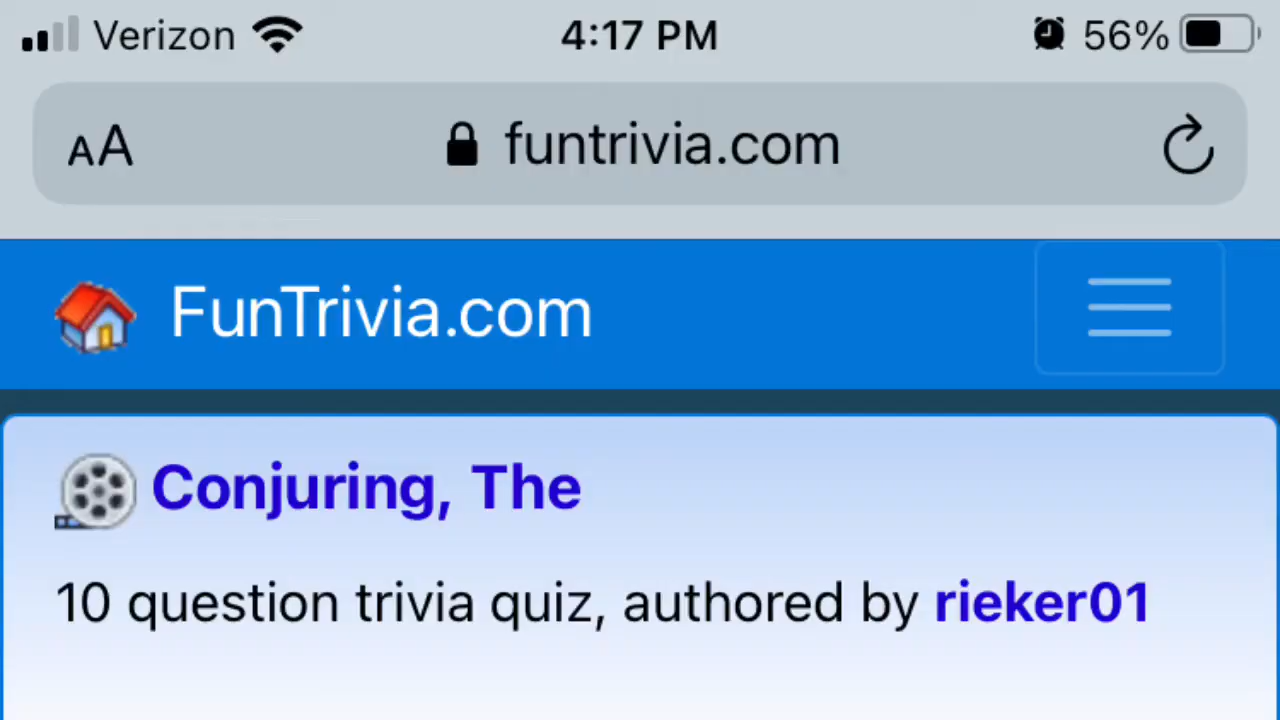 Verizon 4:17 PM 56%
AA funtrivia.com
FunTrivia.com
Conjuring, The
10 question trivia quiz, authored by rieker01